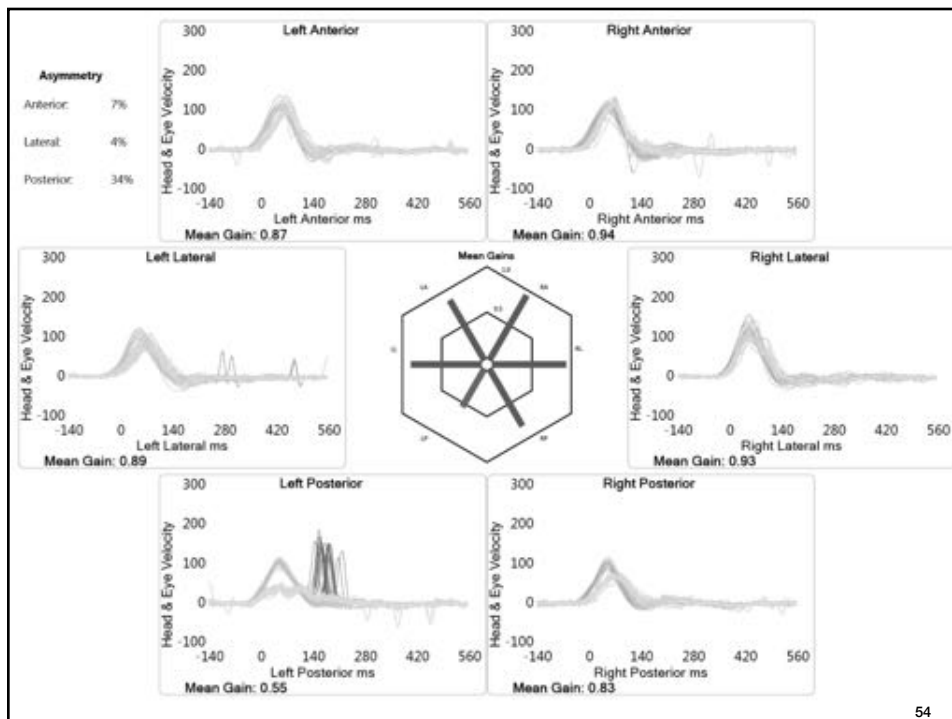 Asymmetry
Anterior: 7%
Lateral: 4%
Posterior: 34%
Left Anterior
Head & Eye Velocity
300
200
100
0
-100
-140 0 140 280 420 560
Left Anterior ms
Mean Gain: 0.87
Right Anterior
Head & Eye Velocity
300
200
100
0
-100
-140 0 140 280 420 560
Right Anterior ms
Mean Gain: 0.94
Left Lateral
Head & Eye Velocity
300
200
100
0
-100
-140 0 140 280 420 560
Left Lateral ms
Mean Gain: 0.89
Mean Gains
LA
RA
RL
LP
RP
Right Lateral
Head & Eye Velocity
300
200
100
0
-100
-140 0 140 280 420 560
Right Lateral ms
Mean Gain: 0.93
Left Posterior
Head & Eye Velocity
300
200
100
0
-100
-140 0 140 280 420 560
Left Posterior ms
Mean Gain: 0.55
Right Posterior
Head & Eye Velocity
300
200
100
0
-100
-140 0 140 280 420 560
Right Posterior ms
Mean Gain: 0.83
54